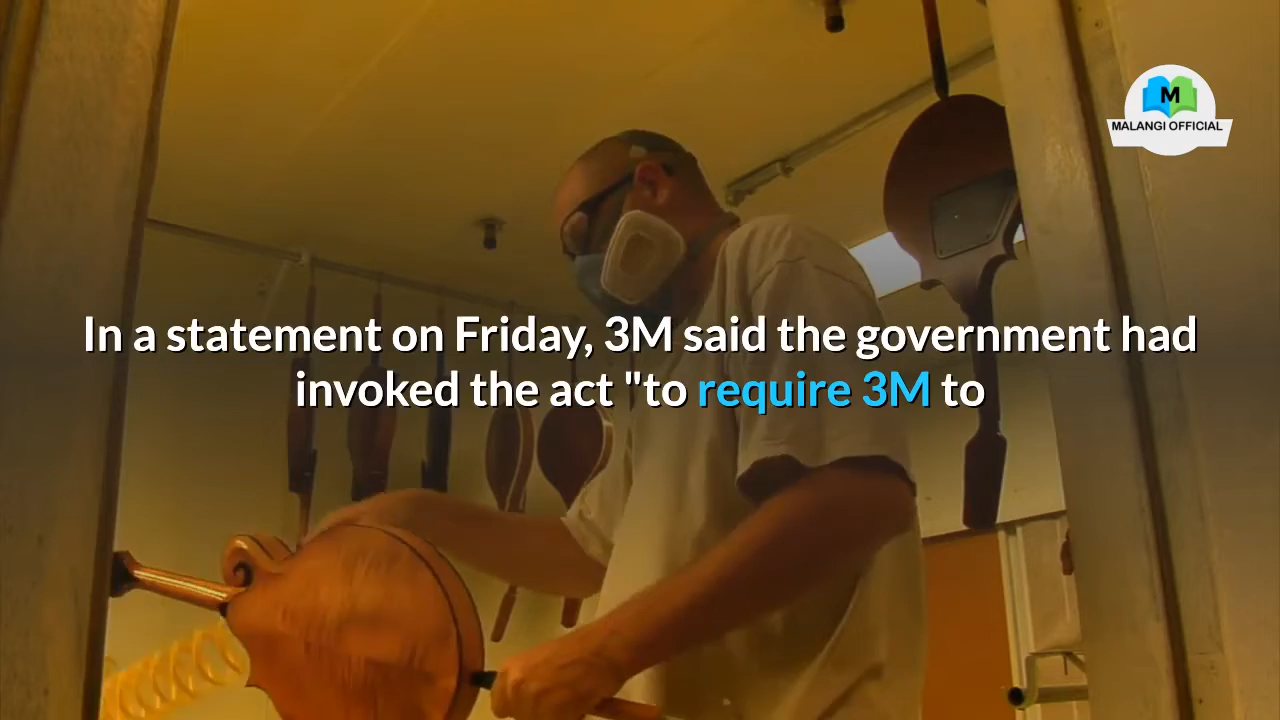 M
MALANGI OFFICIAL
In a statement on Friday, 3M said the government had
invoked the act "to require 3M to